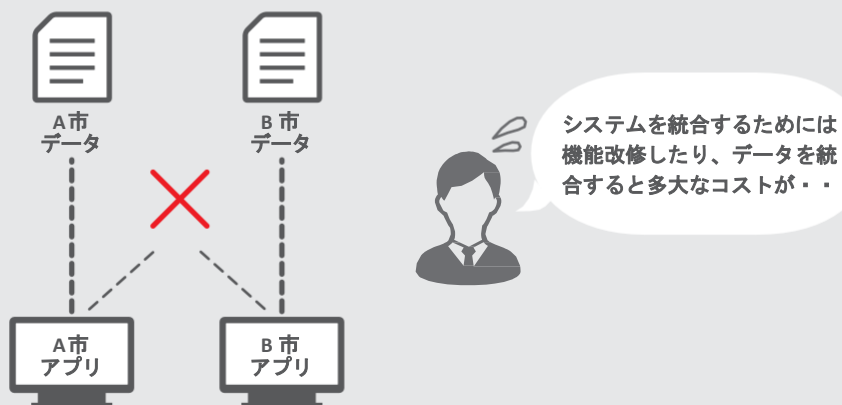 A市
データ
B 市
データ
システムを統合するためには
機能改修したり、データを統
合すると多大なコストが・・
A市
アプリ
B 市
アプリ